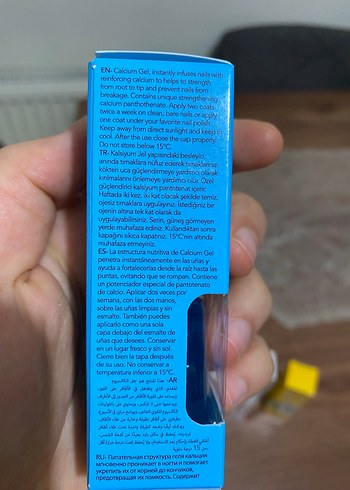 EN- Calcium Gel, instantly infuses nails with
reinforcing calcium to helps to strength
from root to tip and prevent nails from
breakage. Contains unique strengthening
calcium panthothenate. Apply two coats
twice a week on clean, bare nails or apply
one coat under your favorite nail polish.
Keep away from direct sunlight and keep to
cool. After the use close the cap properly.
Do not store below 15°C.
TR- Kalsiyum Jel yapısındaki besleyici
anında tırnaklara nüfuz ederek tırnakların
kökten uca güçlendirmeye yardımcı olarak
kırılmalarını önlemeye yardımcı olur. Özel
güçlendirici kalsiyum pantotenat içerir.
Haftada iki kez, iki kat olacak şekilde temiz,
ojesiz tırnaklara uygulayınız. İstediğiniz bir
ojenin altına tek kat olarak da
uygulayabilirsiniz. Serin, güneş görmeyen
yerde muhafaza ediniz. Kullandıktan sonra
kapağını sıkıca kapatınız. 15°C'nin altında
muhafaza etmeyiniz.
ES- La estructura nutritiva de Calcium Gel
penetra instantáneamente en las uñas y
ayuda a fortalecerlas desde la raíz hasta las
puntas, evitando que se rompan. Contiene
un potenciador especial de pantotenato
de calcio. Aplicar dos veces por
semana, con las dos manos,
sobre las uñas limpias y sin
esmalte. También puedes
aplicarlo como una sola
capa debajo del esmalte de
uñas que desees. Conservar
en un lugar fresco y sin sol.
Cierre bien la tapa después
de su uso. No conservar a
temperatura inferior a 15°C.
AR-
RU- Питательная структура геля кальция
мгновенно проникает в ногти и помогает
укрепить их от корней до кончиков,
предотвращая их ломкость. Содержит